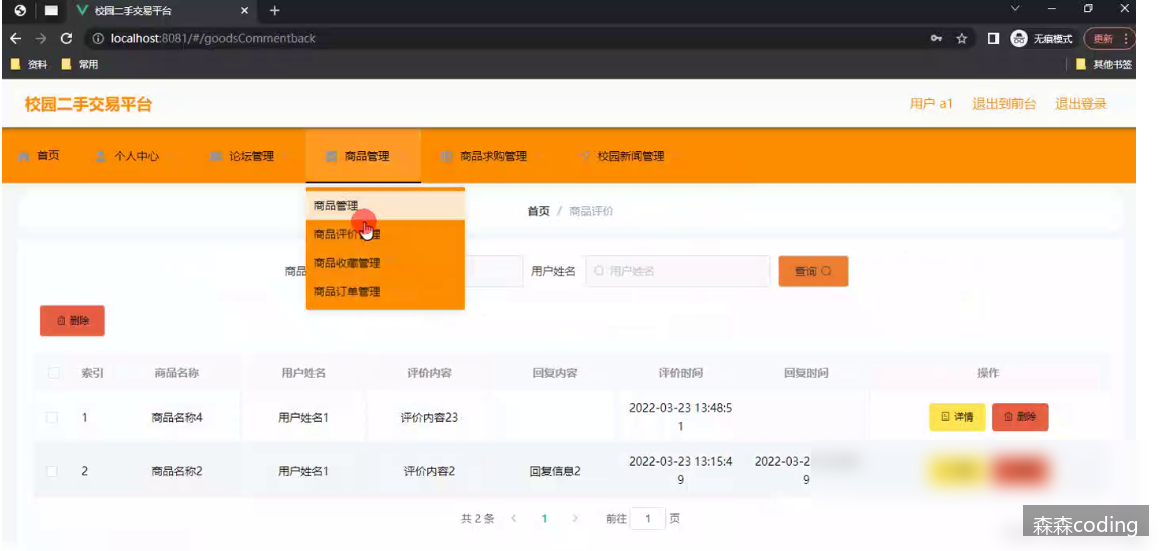 校园二手交易平台
localhost:8081/#/goodsCommentback
无痕模式
更新
资料 常用
其他书签
校园二手交易平台
用户 a1 退出到前台 退出登录
首页 个人中心 论坛管理 商品管理 商品求购管理 校园新闻管理
商品管理
商品评价管理
商品收藏管理
商品订单管理
首页 / 商品评价
商品 用户姓名 用户姓名 查询
删除
索引 商品名称 用户姓名 评价内容 回复内容 评价时间 回复时间 操作
1 商品名称4 用户姓名1 评价内容23 2022-03-23 13:48:5
1 详情 删除
2 商品名称2 用户姓名1 评价内容2 回复信息2 2022-03-23 13:15:4
9 2022-03-2
9
共 2 条 1 前往 1 页
森森coding